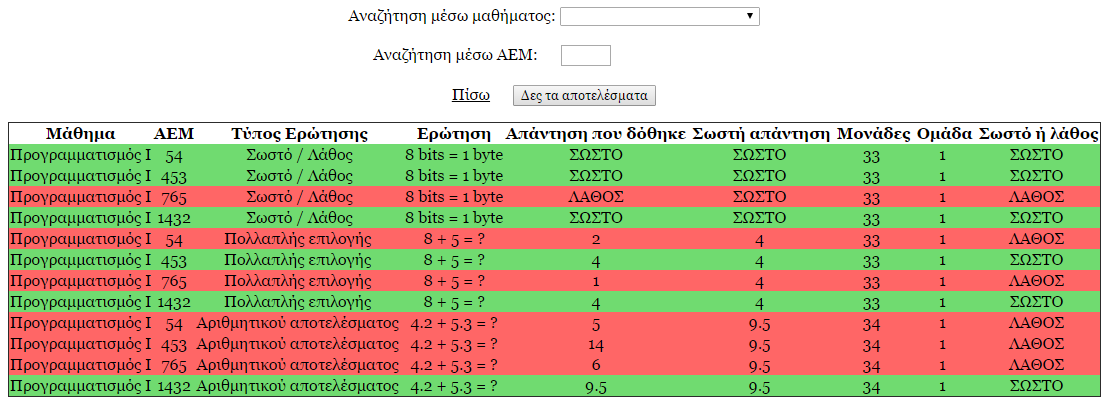 Αναζήτηση μέσω μαθήματος:
Αναζήτηση μέσω ΑΕΜ:
Πίσω Δες τα αποτελέσματα
Μάθημα ΑΕΜ Τύπος Ερώτησης Ερώτηση Απάντηση που δόθηκε Σωστή απάντηση Μονάδες Ομάδα Σωστό ή λάθος
Προγραμματισμός Ι 54 Σωστό / Λάθος 8 bits = 1 byte ΣΩΣΤΟ ΣΩΣΤΟ 33 1 ΣΩΣΤΟ
Προγραμματισμός Ι 453 Σωστό / Λάθος 8 bits = 1 byte ΣΩΣΤΟ ΣΩΣΤΟ 33 1 ΣΩΣΤΟ
Προγραμματισμός Ι 765 Σωστό / Λάθος 8 bits = 1 byte ΛΑΘΟΣ ΣΩΣΤΟ 33 1 ΛΑΘΟΣ
Προγραμματισμός Ι 1432 Σωστό / Λάθος 8 bits = 1 byte ΣΩΣΤΟ ΣΩΣΤΟ 33 1 ΣΩΣΤΟ
Προγραμματισμός Ι 54 Πολλαπλής επιλογής 8 + 5 = ? 2 4 33 1 ΛΑΘΟΣ
Προγραμματισμός Ι 453 Πολλαπλής επιλογής 8 + 5 = ? 4 4 33 1 ΣΩΣΤΟ
Προγραμματισμός Ι 765 Πολλαπλής επιλογής 8 + 5 = ? 1 4 33 1 ΛΑΘΟΣ
Προγραμματισμός Ι 1432 Πολλαπλής επιλογής 8 + 5 = ? 4 4 33 1 ΣΩΣΤΟ
Προγραμματισμός Ι 54 Αριθμητικού αποτελέσματος 4.2 + 5.3 = ? 5 9.5 34 1 ΛΑΘΟΣ
Προγραμματισμός Ι 453 Αριθμητικού αποτελέσματος 4.2 + 5.3 = ? 14 9.5 34 1 ΛΑΘΟΣ
Προγραμματισμός Ι 765 Αριθμητικού αποτελέσματος 4.2 + 5.3 = ? 6 9.5 34 1 ΛΑΘΟΣ
Προγραμματισμός Ι 1432 Αριθμητικού αποτελέσματος 4.2 + 5.3 = ? 9.5 9.5 34 1 ΣΩΣΤΟ